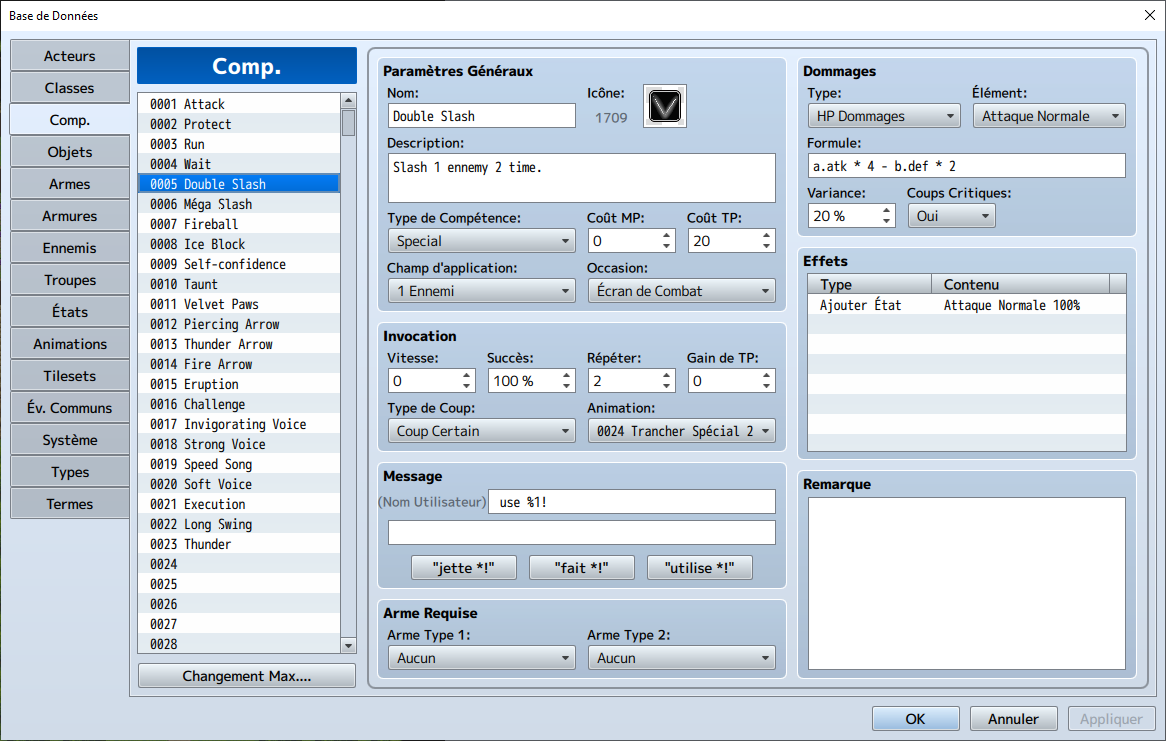 Base de Données
Acteurs
Classes
Comp.
Objets
Armes
Armures
Ennemis
Troupes
États
Animations
Tilesets
Év. Communs
Système
Types
Termes
Comp.
0001 Attack
0002 Protect
0003 Run
0004 Wait
0005 Double Slash
0006 Méga Slash
0007 Fireball
0008 Ice Block
0009 Self-confidence
0010 Taunt
0011 Velvet Paws
0012 Piercing Arrow
0013 Thunder Arrow
0014 Fire Arrow
0015 Eruption
0016 Challenge
0017 Invigorating Voice
0018 Strong Voice
0019 Speed Song
0020 Soft Voice
0021 Execution
0022 Long Swing
0023 Thunder
0024
0025
0026
0027
0028
Changement Max....
Paramètres Généraux
Nom: Icône:
Double Slash 1709
Description:
Slash 1 ennemy 2 time.
Type de Compétence: Coût MP: Coût TP:
Special 0 20
Champ d'application: Occasion:
1 Ennemi Écran de Combat
Invocation
Vitesse: Succès: Répéter: Gain de TP:
0 100 % 2 0
Type de Coup: Animation:
Coup Certain 0024 Trancher Spécial 2
Message
(Nom Utilisateur) use %1!
"jette *!" "fait *!" "utilise *!"
Arme Requise
Arme Type 1: Arme Type 2:
Aucun Aucun
Dommages
Type: Élément:
HP Dommages Attaque Normale
Formule:
a.atk * 4 - b.def * 2
Variance: Coups Critiques:
20 % Oui
Effets
Type Contenu
Ajouter État Attaque Normale 100%
Remarque
OK Annuler Appliquer